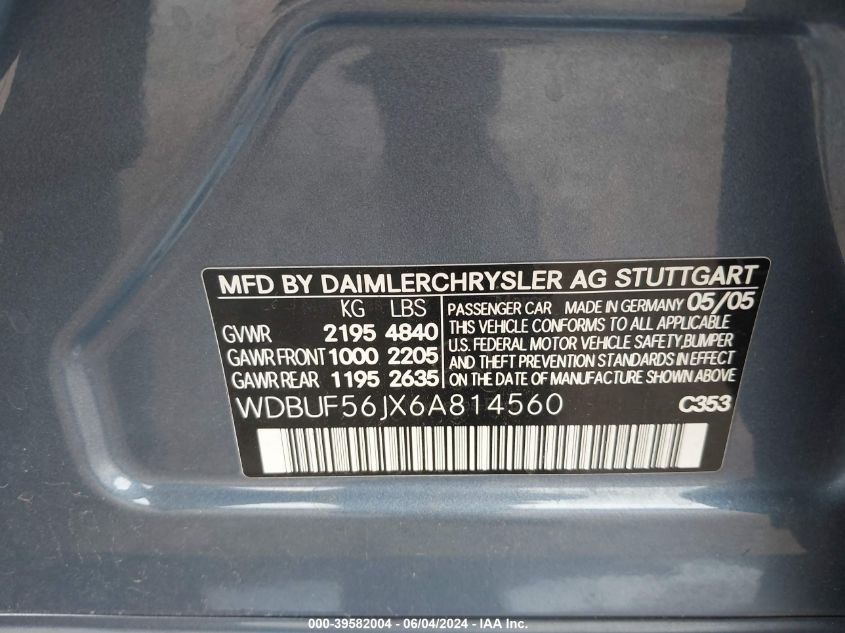 MFD BY DAIMLERCHRYSLER AG STUTTGART
KG LBS
GVWR 2195 4840
GAWR FRONT 1000 2205
GAWR REAR 1195 2635
PASSENGER CAR MADE IN GERMANY 05/05
THIS VEHICLE CONFORMS TO ALL APPLICABLE
U.S. FEDERAL MOTOR VEHICLE SAFETY, BUMPER
AND THEFT PREVENTION STANDARDS IN EFFECT
ON THE DATE OF MANUFACTURE SHOWN ABOVE
WDBUF56JX6A814560 C353
000-39582004 - 06/04/2024 - IAA Inc.